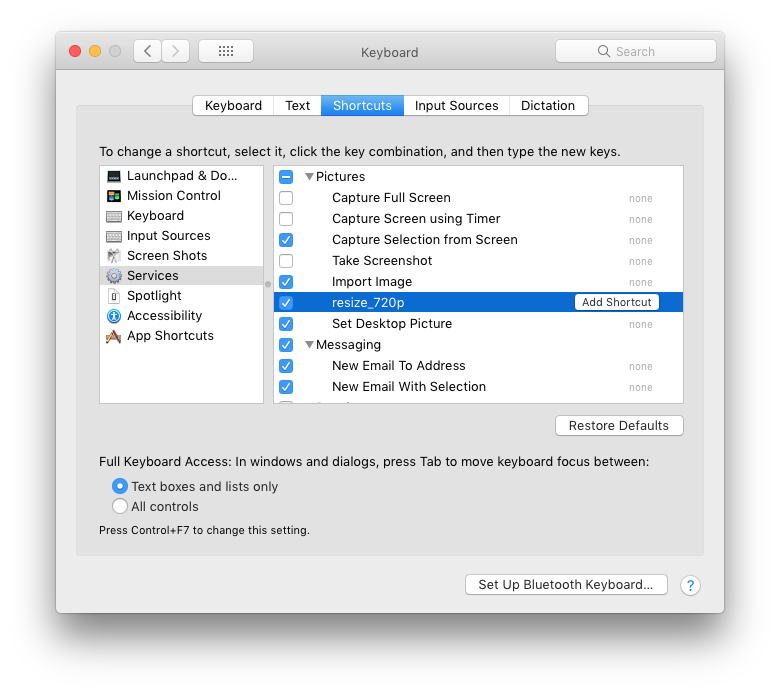 Keyboard
Search
Keyboard
Text
Shortcuts
Input Sources
Dictation
To change a shortcut, select it, click the key combination, and then type the new keys.
Launchpad & Do...
Mission Control
Keyboard
Input Sources
Screen Shots
Services
Spotlight
Accessibility
App Shortcuts
Pictures
Capture Full Screen none
Capture Screen using Timer none
Capture Selection from Screen none
Take Screenshot none
Import Image none
resize_720p Add Shortcut
Set Desktop Picture none
Messaging
New Email To Address none
New Email With Selection none
Restore Defaults
Full Keyboard Access: In windows and dialogs, press Tab to move keyboard focus between:
Text boxes and lists only
All controls
Press Control+F7 to change this setting.
Set Up Bluetooth Keyboard...
?